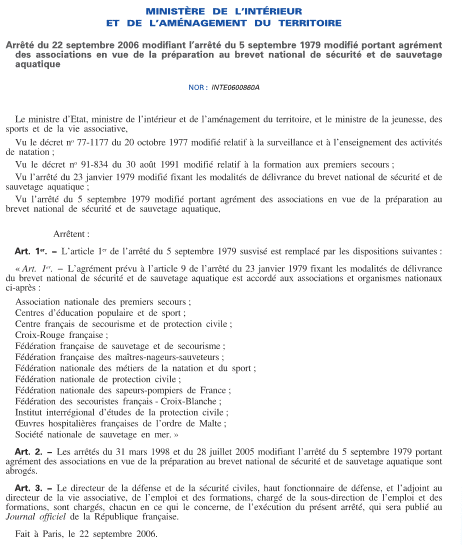 MINISTÈRE DE L'INTÉRIEUR
ET DE L'AMÉNAGEMENT DU TERRITOIRE
Arrêté du 22 septembre 2006 modifiant l'arrêté du 5 septembre 1979 modifié portant agrément
des associations en vue de la préparation au brevet national de sécurité et de sauvetage
aquatique
NOR : INTE0600860A
Le ministre d'Etat, ministre de l'intérieur et de l'aménagement du territoire, et le ministre de la jeunesse, des
sports et de la vie associative,
Vu le décret nº 77-1177 du 20 octobre 1977 modifié relatif à la surveillance et à l'enseignement des activités
de natation ;
Vu le décret nº 91-834 du 30 août 1991 modifié relatif à la formation aux premiers secours ;
Vu l'arrêté du 23 janvier 1979 modifié fixant les modalités de délivrance du brevet national de sécurité et de
sauvetage aquatique ;
Vu l'arrêté du 5 septembre 1979 modifié portant agrément des associations en vue de la préparation au
brevet national de sécurité et de sauvetage aquatique,
Arrêtent :
Art. 1er. – L'article 1er de l'arrêté du 5 septembre 1979 susvisé est remplacé par les dispositions suivantes :
« Art. 1er. – L'agrément prévu à l'article 9 de l'arrêté du 23 janvier 1979 fixant les modalités de délivrance
du brevet national de sécurité et de sauvetage aquatique est accordé aux associations et organismes nationaux
ci-après :
Association nationale des premiers secours ;
Centres d'éducation populaire et de sport ;
Centre français de secourisme et de protection civile ;
Croix-Rouge française ;
Fédération française de sauvetage et de secourisme ;
Fédération française des maîtres-nageurs-sauveteurs ;
Fédération nationale des métiers de la natation et du sport ;
Fédération nationale de protection civile ;
Fédération nationale des sapeurs-pompiers de France ;
Fédération des secouristes français - Croix-Blanche ;
Institut interrégional d'études de la protection civile ;
Œuvres hospitalières françaises de l'ordre de Malte ;
Société nationale de sauvetage en mer. »
Art. 2. – Les arrêtés du 31 mars 1998 et du 28 juillet 2005 modifiant l'arrêté du 5 septembre 1979 portant
agrément des associations en vue de la préparation au brevet national de sécurité et de sauvetage aquatique sont
abrogés.
Art. 3. – Le directeur de la défense et de la sécurité civiles, haut fonctionnaire de défense, et l'adjoint au
directeur de la vie associative, de l'emploi et des formations, chargé de la sous-direction de l'emploi et des
formations, sont chargés, chacun en ce qui le concerne, de l'exécution du présent arrêté, qui sera publié au
Journal officiel de la République française.
Fait à Paris, le 22 septembre 2006.